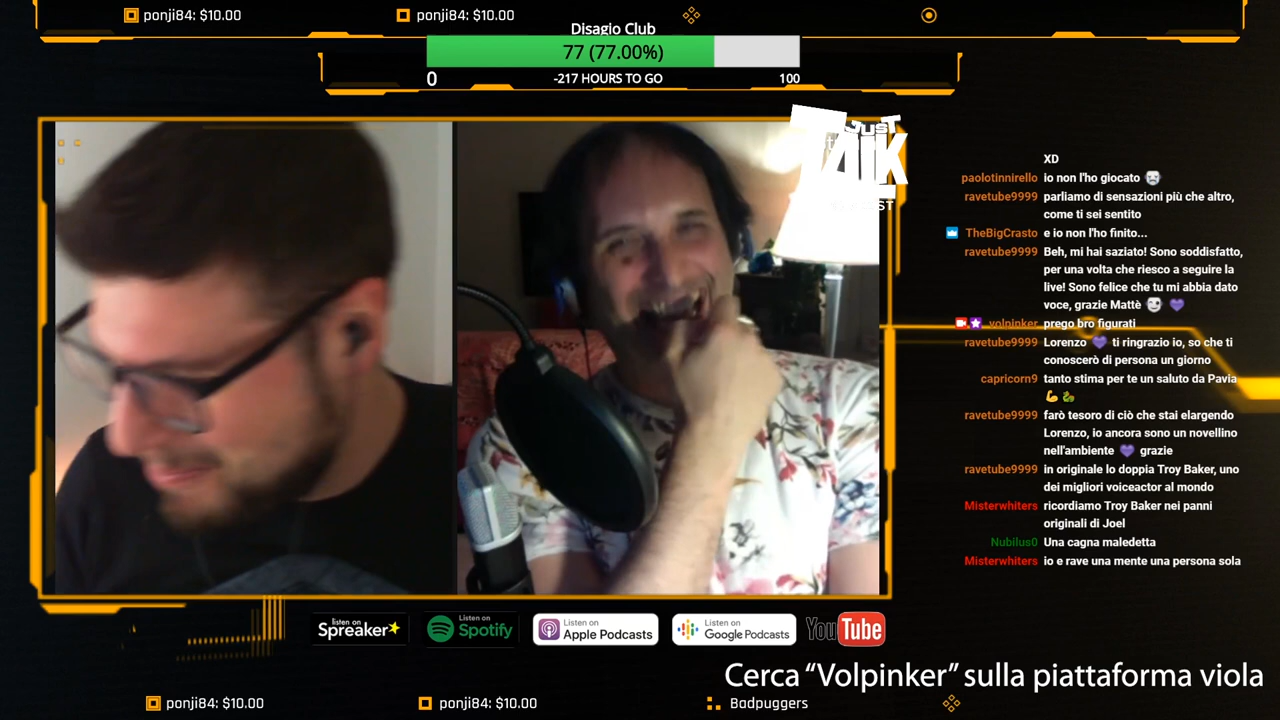 ponji84: $10.00
ponji84: $10.00
Disagio Club
77 (77.00%)
0
-217 HOURS TO GO
100
JUST
TALK
XD
paolotinnirello io non l'ho giocato
ravetube9999 parliamo di sensazioni più che altro,
come ti sei sentito
TheBigCrasto e io non l'ho finito...
ravetube9999 Beh, mi hai saziato! Sono soddisfatto,
per una volta che riesco a seguire la
live! Sono felice che tu mi abbia dato
voce, grazie Mattè
volpinker prego bro figurati
ravetube9999 Lorenzo 💜 ti ringrazio io, so che ti
conoscerò di persona un giorno
capricorn9 tanto stima per te un saluto da Pavia
💪 🐍
ravetube9999 farò tesoro di ciò che stai elargendo
Lorenzo, io ancora sono un novellino
nell'ambiente 💜 grazie
ravetube9999 in originale lo doppia Troy Baker, uno
dei migliori voiceactor al mondo
Misterwhiters ricordiamo Troy Baker nei panni
originali di Joel
Nubilus0 Una cagna maledetta
Misterwhiters io e rave una mente una persona sola
listen on
Spreaker
Listen on
Spotify
Listen on
Apple Podcasts
Listen on
Google Podcasts
YouTube
Cerca “Volpinker” sulla piattaforma viola
ponji84: $10.00
ponji84: $10.00
Badpuggers